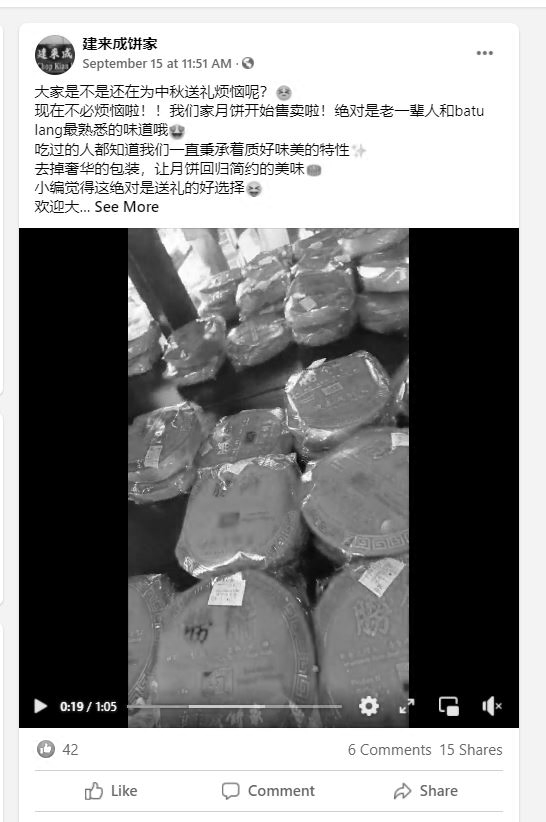 建来成饼家
September 15 at 11:51 AM ·
大家是不是还在为中秋送礼烦恼呢？
现在不必烦恼啦！！我们家月饼开始售卖啦！绝对是老一辈人和batu
lang最熟悉的味道哦
吃过的人都知道我们一直秉承着质好味美的特性
去掉奢华的包装，让月饼回归简约的美味
小编觉得这绝对是送礼的好选择
欢迎大... See More
0:19 / 1:05
42
6 Comments 15 Shares
Like Comment Share